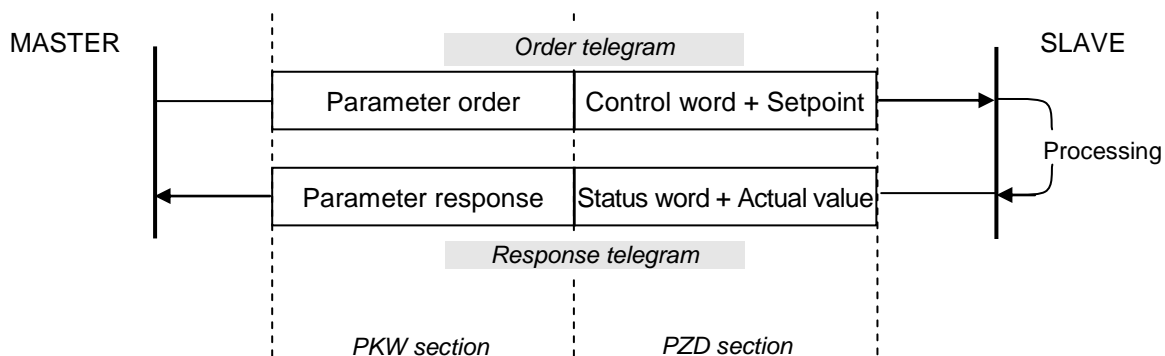 MASTER
Order telegram
SLAVE
Parameter order
Control word + Setpoint
Processing
Parameter response
Status word + Actual value
Response telegram
PKW section
PZD section